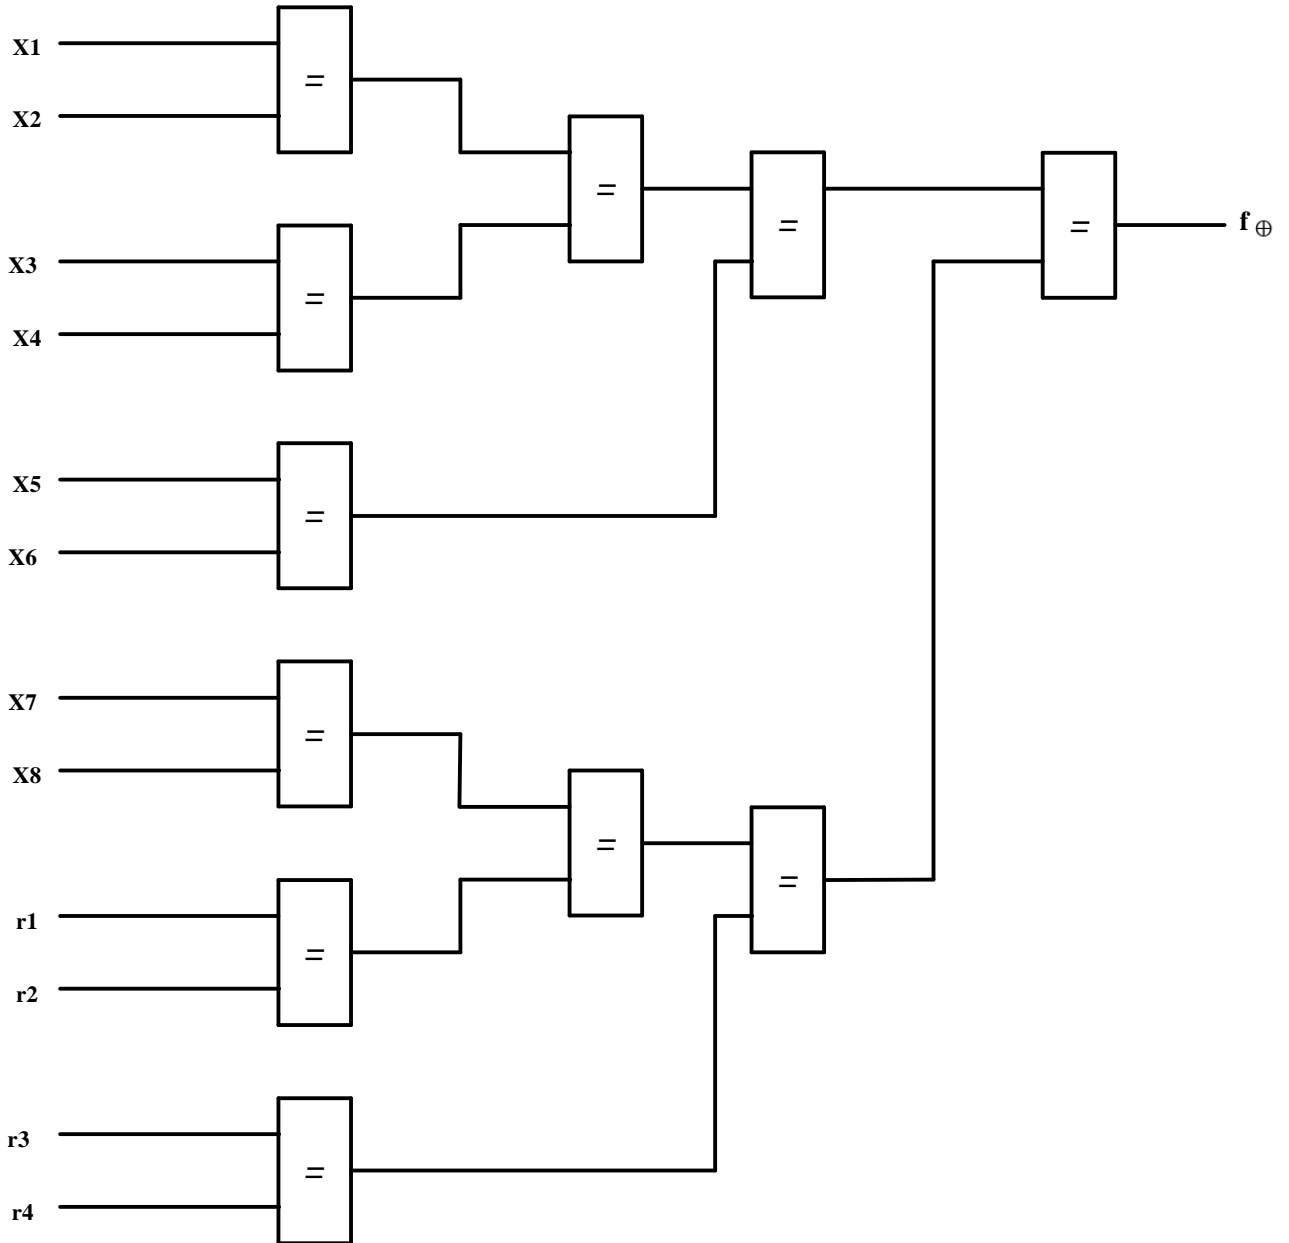 X1
=
X2
=
=
=
=
f ⊕
X3
=
X4
X5
=
X6
X7
=
X8
=
=
r1
=
r2
r3
=
r4